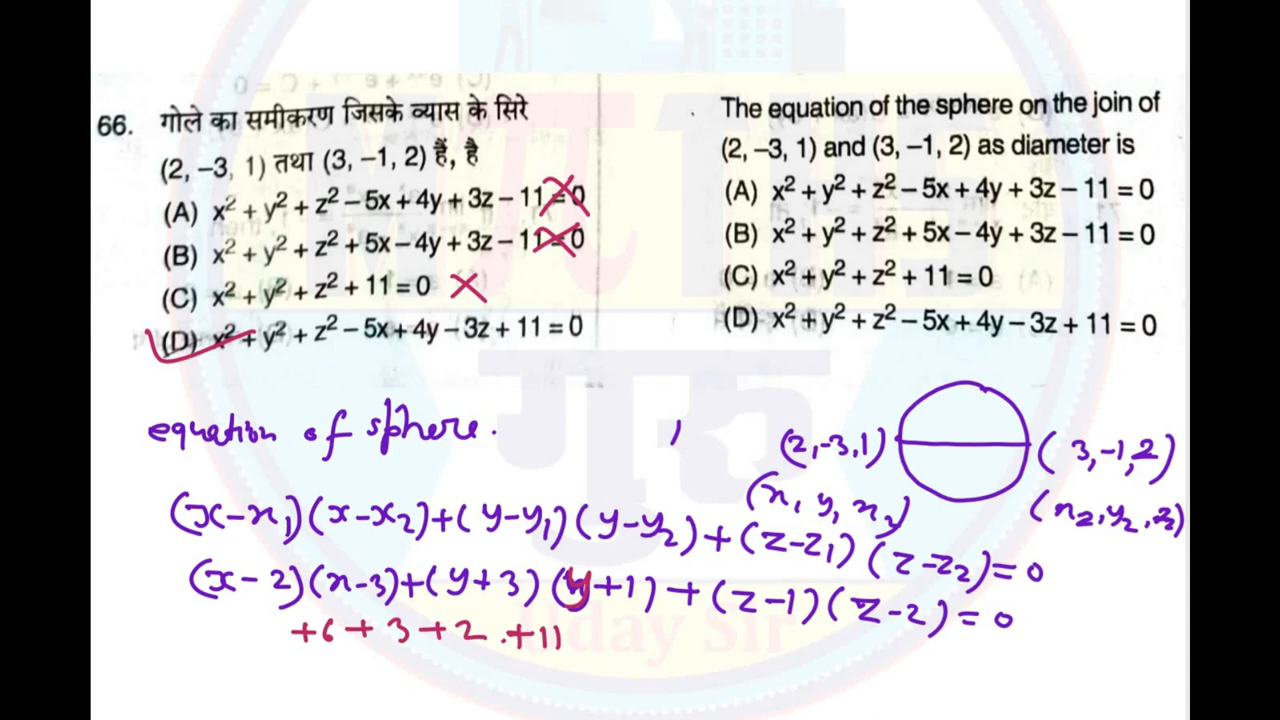 66. गोले का समीकरण जिसके व्यास के सिरे
(2, –3, 1) तथा (3, –1, 2) हैं, है
(A) x² + y² + z² – 5x + 4y + 3z – 11 = 0
(B) x² + y² + z² + 5x – 4y + 3z – 11 = 0
(C) x² + y² + z² + 11 = 0
(D) x² + y² + z² – 5x + 4y – 3z + 11 = 0
The equation of the sphere on the join of
(2, –3, 1) and (3, –1, 2) as diameter is
(A) x² + y² + z² – 5x + 4y + 3z – 11 = 0
(B) x² + y² + z² + 5x – 4y + 3z – 11 = 0
(C) x² + y² + z² + 11 = 0
(D) x² + y² + z² – 5x + 4y – 3z + 11 = 0
equation of sphere.
(2,-3,1) (3,-1,2)
(x₂,y₂,z₂)
(x-x₁)(x-x₂)+(y-y₁)(y-y₂)+(z-z₁)(z-z₂)=0
(x-2)(x-3)+(y+3)(y+1)+(z-1)(z-2)=0
+6+3+2 .+11
गुरु
Uday Sir